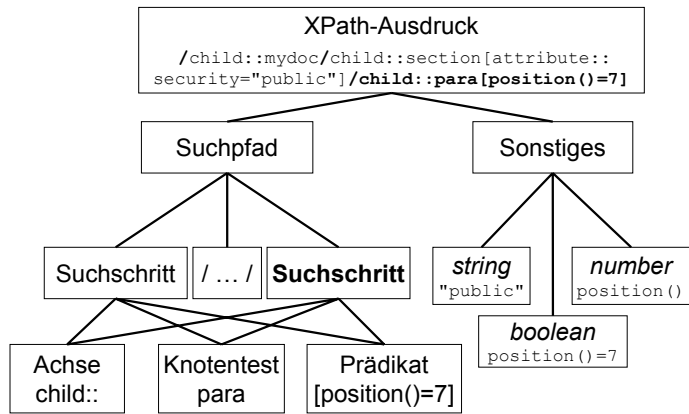 XPath-Ausdruck
/child::mydoc/child::section[attribute::
security="public"]/child::para[position()=7]
Suchpfad
Sonstiges
Suchschritt
/ … /
Suchschritt
string
"public"
number
position()
boolean
position()=7
Achse
child::
Knotentest
para
Prädikat
[position()=7]